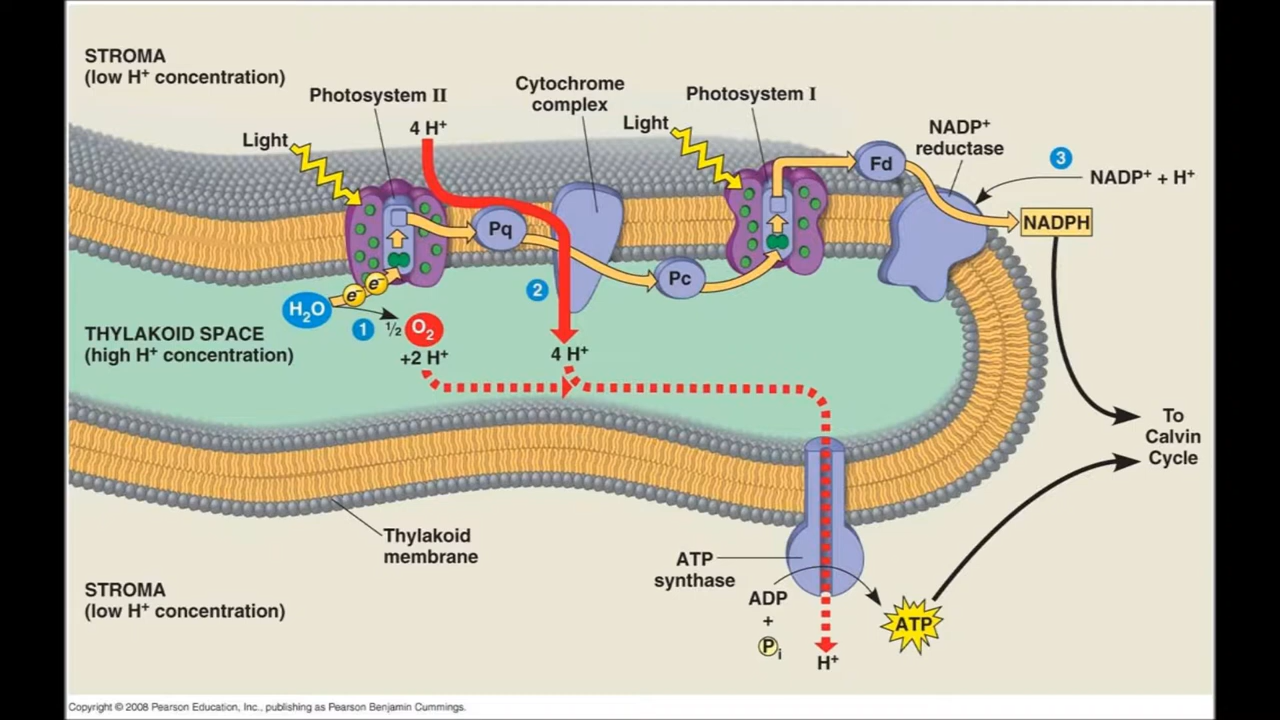 STROMA
(low H⁺ concentration)
Photosystem II
4 H⁺
Light
Cytochrome
complex
Photosystem I
Light
NADP⁺
reductase
Fd
3
NADP⁺ + H⁺
NADPH
Pq
Pc
2
H₂O
e⁻
e⁻
1
½
O₂
+2 H⁺
THYLAKOID SPACE
(high H⁺ concentration)
4 H⁺
To
Calvin
Cycle
Thylakoid
membrane
ATP
synthase
ADP
+
Pᵢ
ATP
H⁺
STROMA
(low H⁺ concentration)
Copyright © 2008 Pearson Education, Inc., publishing as Pearson Benjamin Cummings.